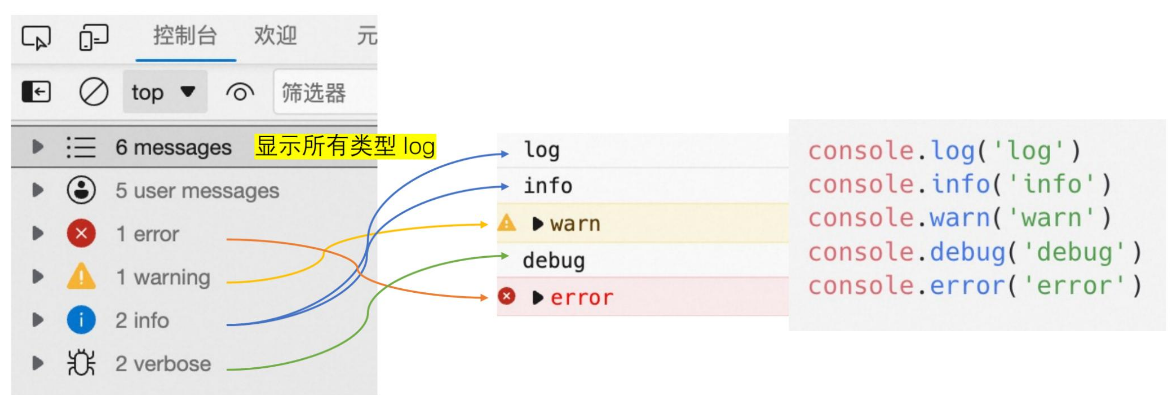 控制台 欢迎 元
top 筛选器
6 messages 显示所有类型 log
5 user messages
1 error
1 warning
2 info
2 verbose
log
info
warn
debug
error
console.log('log')
console.info('info')
console.warn('warn')
console.debug('debug')
console.error('error')